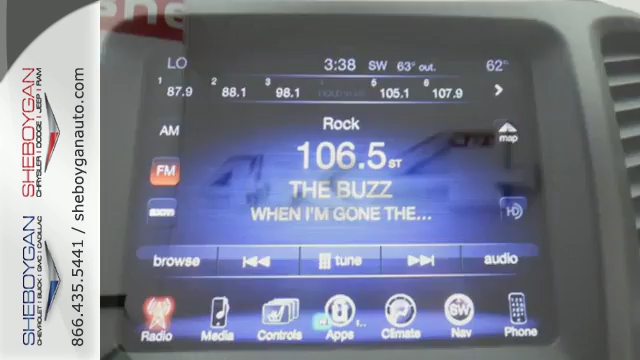 SHEBOYGAN
CHRYSLER | DODGE | JEEP | RAM
SHEBOYGAN
CHEVROLET | BUICK | GMC | CADILLAC
866.435.5441 / sheboyganauto.com
LO 3:38 SW 63° out. 62°
1 87.9 2 88.1 3 98.1 5 105.1 6 107.9
AM
Rock
map
FM
106.5 ST
THE BUZZ
WHEN I'M GONE THE...
HD
browse tune audio
Radio Media Controls Apps Climate Nav Phone
SW